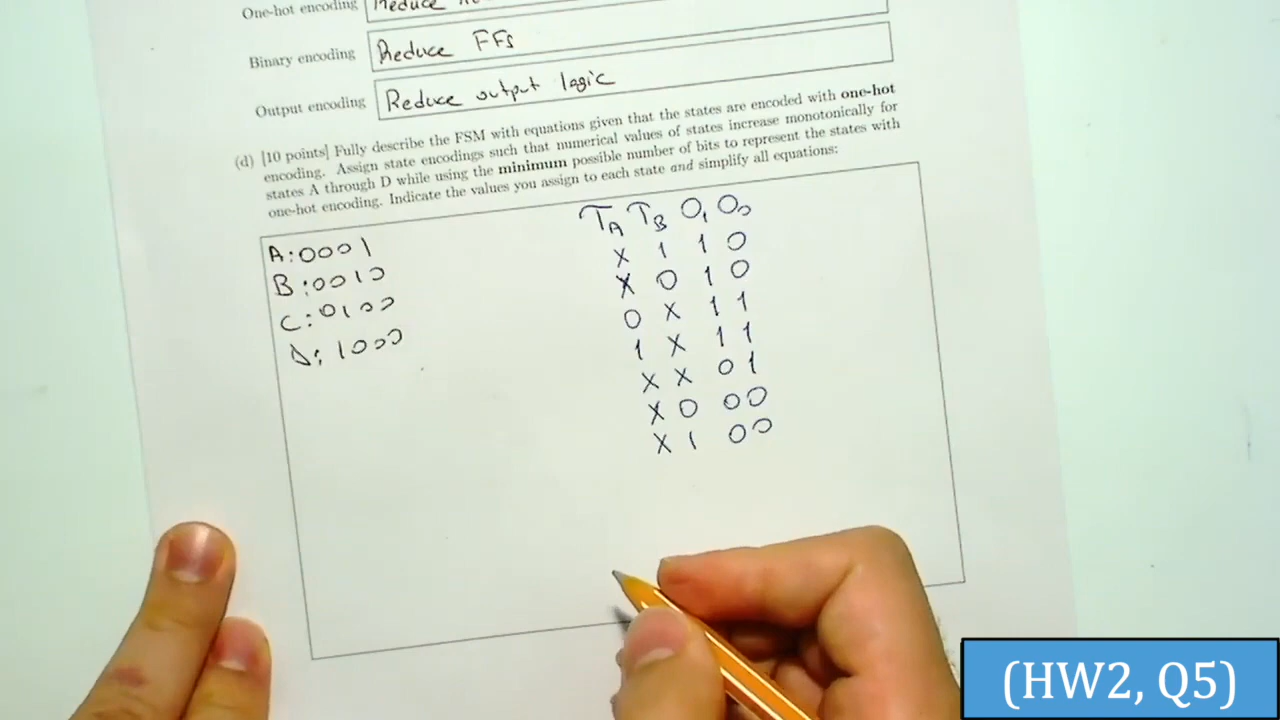 One-hot encoding Reduce
Binary encoding Reduce FFs
Output encoding Reduce output logic
(d) [10 points] Fully describe the FSM with equations given that the states are encoded with one-hot
encoding. Assign state encodings such that numerical values of states increase monotonically for
states A through D while using the minimum possible number of bits to represent the states with
one-hot encoding. Indicate the values you assign to each state and simplify all equations:
A:0001
B:0010
C:0100
D:1000
TA TB O1 O0
X 1 1 0
X 0 1 0
0 X 1 1
1 X 1 1
X X 0 1
X 0 0 0
X 1 0 0
(HW2, Q5)